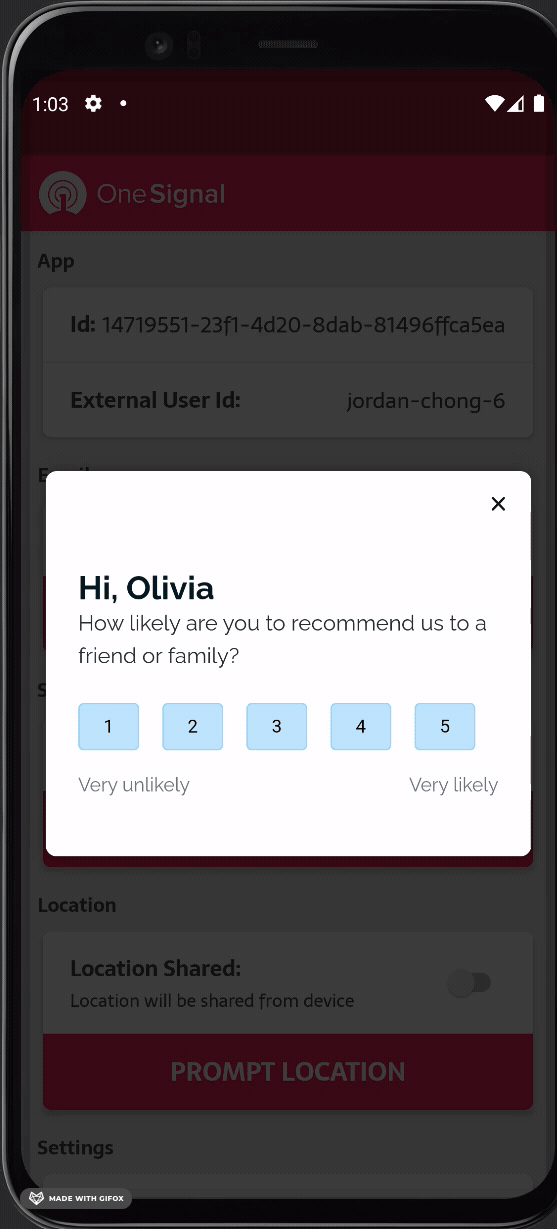 1:03
OneSignal
App
Id: 14719551-23f1-4d20-8dab-81496ffca5ea
External User Id: jordan-chong-6
Hi, Olivia
How likely are you to recommend us to a
friend or family?
1 2 3 4 5
Very unlikely Very likely
Location
Location Shared:
Location will be shared from device
PROMPT LOCATION
Settings
MADE WITH GIFOX